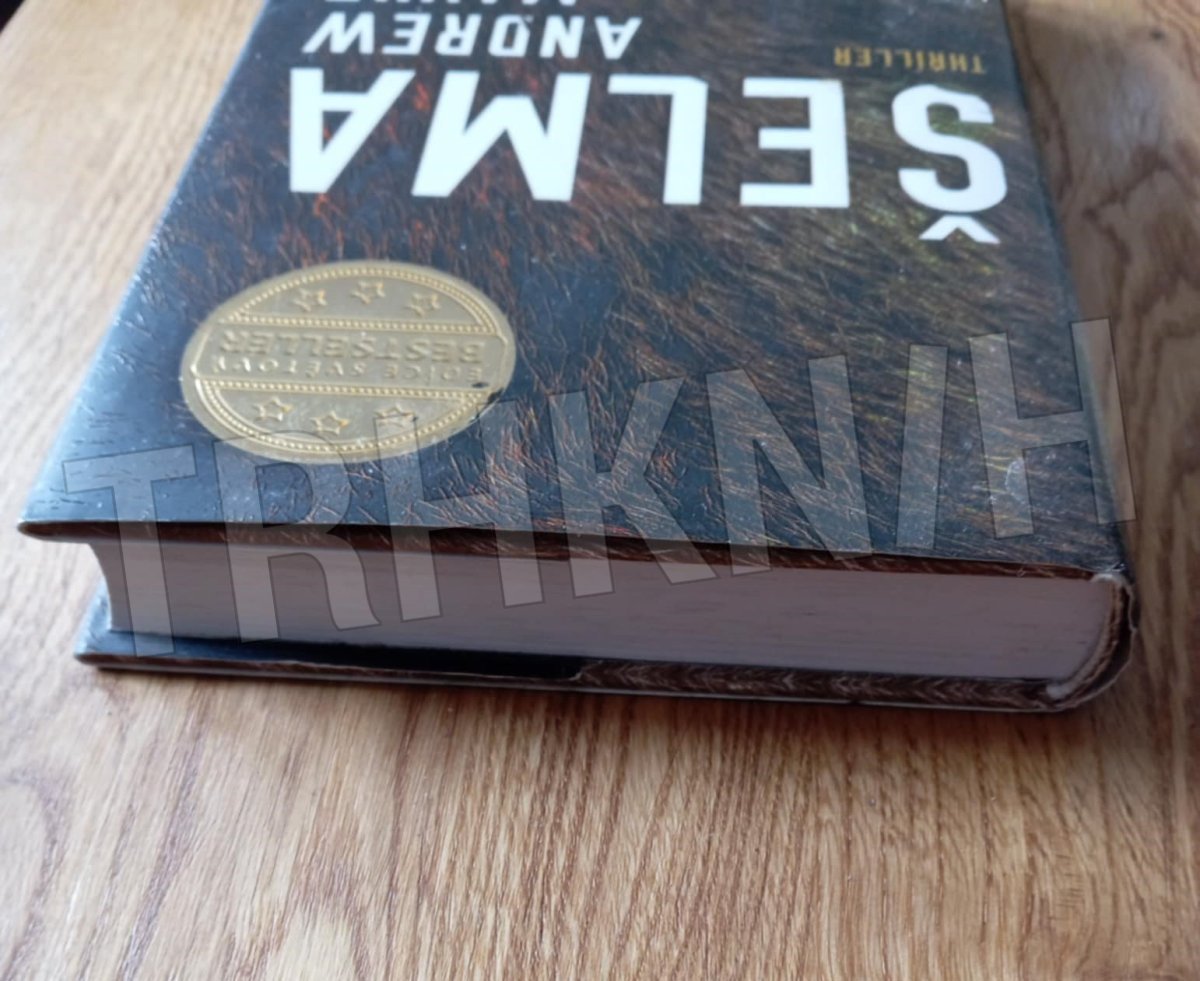 THRILLER
ŠELMA
ANDREW
EDICE SVĚTOVÝ
BESTSELLER
TRHKNIH